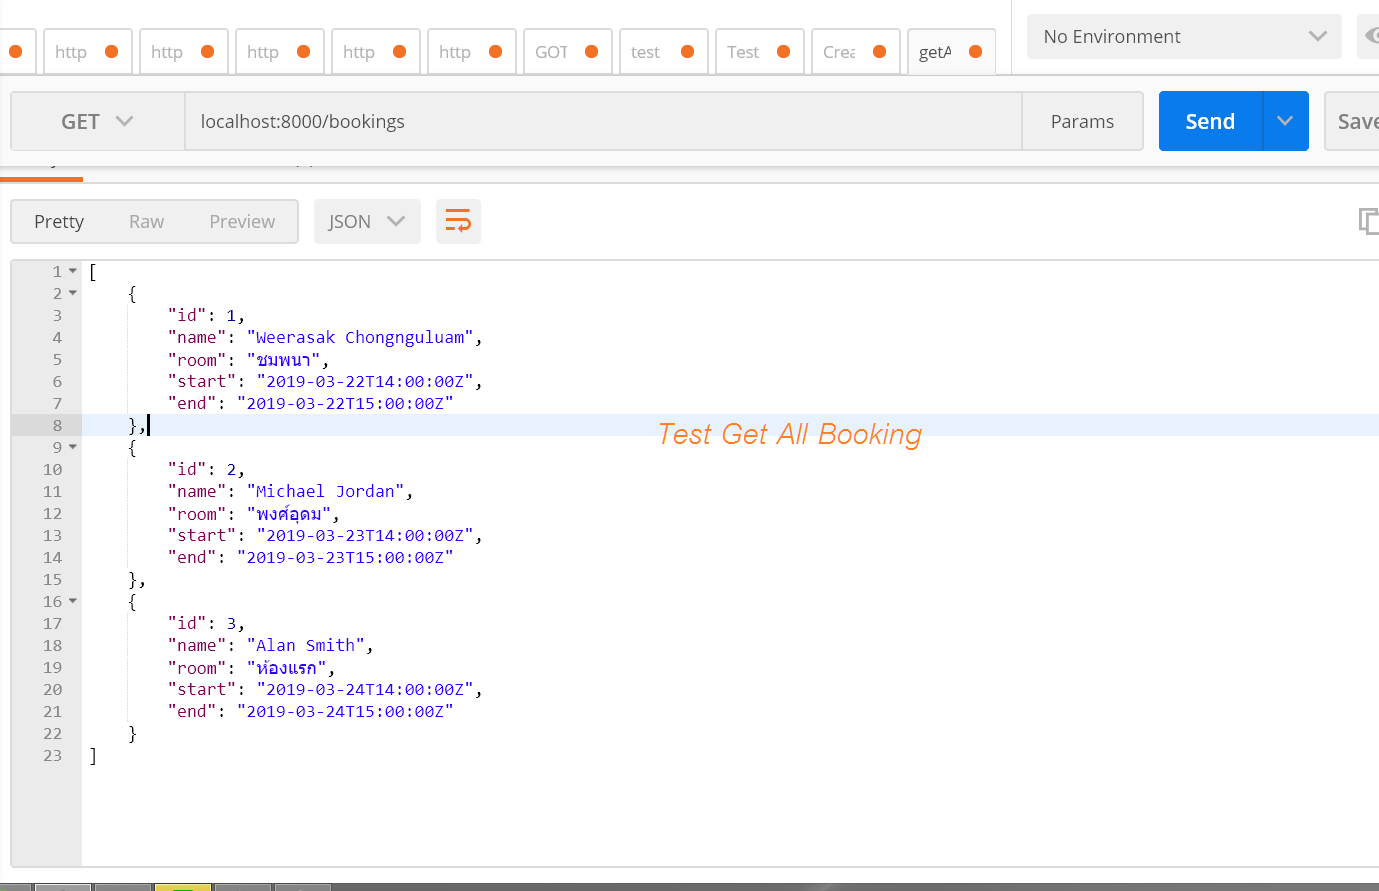 http http http http http GOT test Test Crea getA No Environment
GET localhost:8000/bookings Params Send Save
Pretty Raw Preview JSON
1 [
2 {
3 "id": 1,
4 "name": "Weerasak Chongnguluam",
5 "room": "ชมพนา",
6 "start": "2019-03-22T14:00:00Z",
7 "end": "2019-03-22T15:00:00Z"
8 },
Test Get All Booking
9 {
10 "id": 2,
11 "name": "Michael Jordan",
12 "room": "พงศ์อุดม",
13 "start": "2019-03-23T14:00:00Z",
14 "end": "2019-03-23T15:00:00Z"
15 },
16 {
17 "id": 3,
18 "name": "Alan Smith",
19 "room": "ห้องแรก",
20 "start": "2019-03-24T14:00:00Z",
21 "end": "2019-03-24T15:00:00Z"
22 }
23 ]